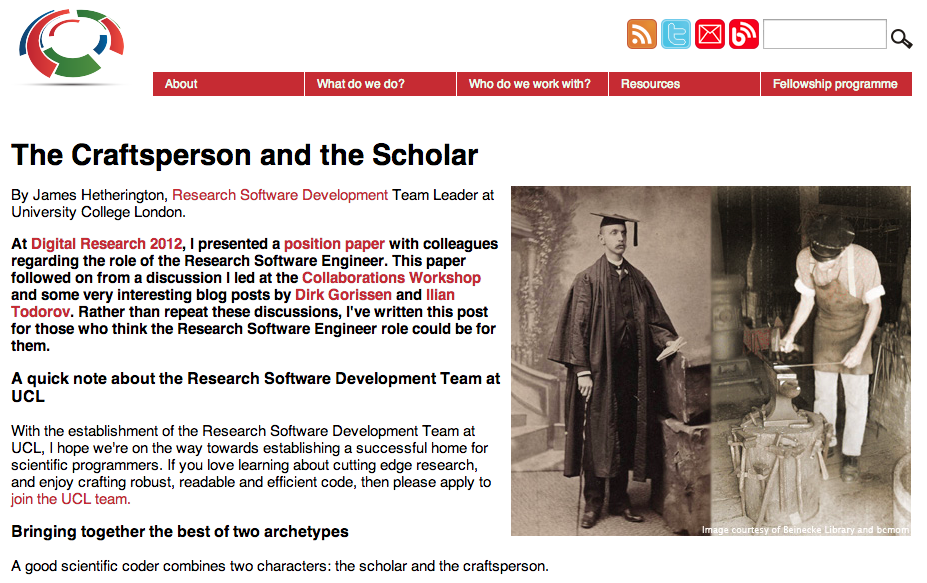 About
What do we do?
Who do we work with?
Resources
Fellowship programme
The Craftsperson and the Scholar
By James Hetherington, Research Software Development Team Leader at
University College London.
At Digital Research 2012, I presented a position paper with colleagues
regarding the role of the Research Software Engineer. This paper
followed on from a discussion I led at the Collaborations Workshop
and some very interesting blog posts by Dirk Gorissen and Ilian
Todorov. Rather than repeat these discussions, I've written this post
for those who think the Research Software Engineer role could be for
them.
A quick note about the Research Software Development Team at
UCL
With the establishment of the Research Software Development Team at
UCL, I hope we're on the way towards establishing a successful home for
scientific programmers. If you love learning about cutting edge research,
and enjoy crafting robust, readable and efficient code, then please apply to
join the UCL team.
Image courtesy of Beinecke Library and bcmom
Bringing together the best of two archetypes
A good scientific coder combines two characters: the scholar and the craftsperson.